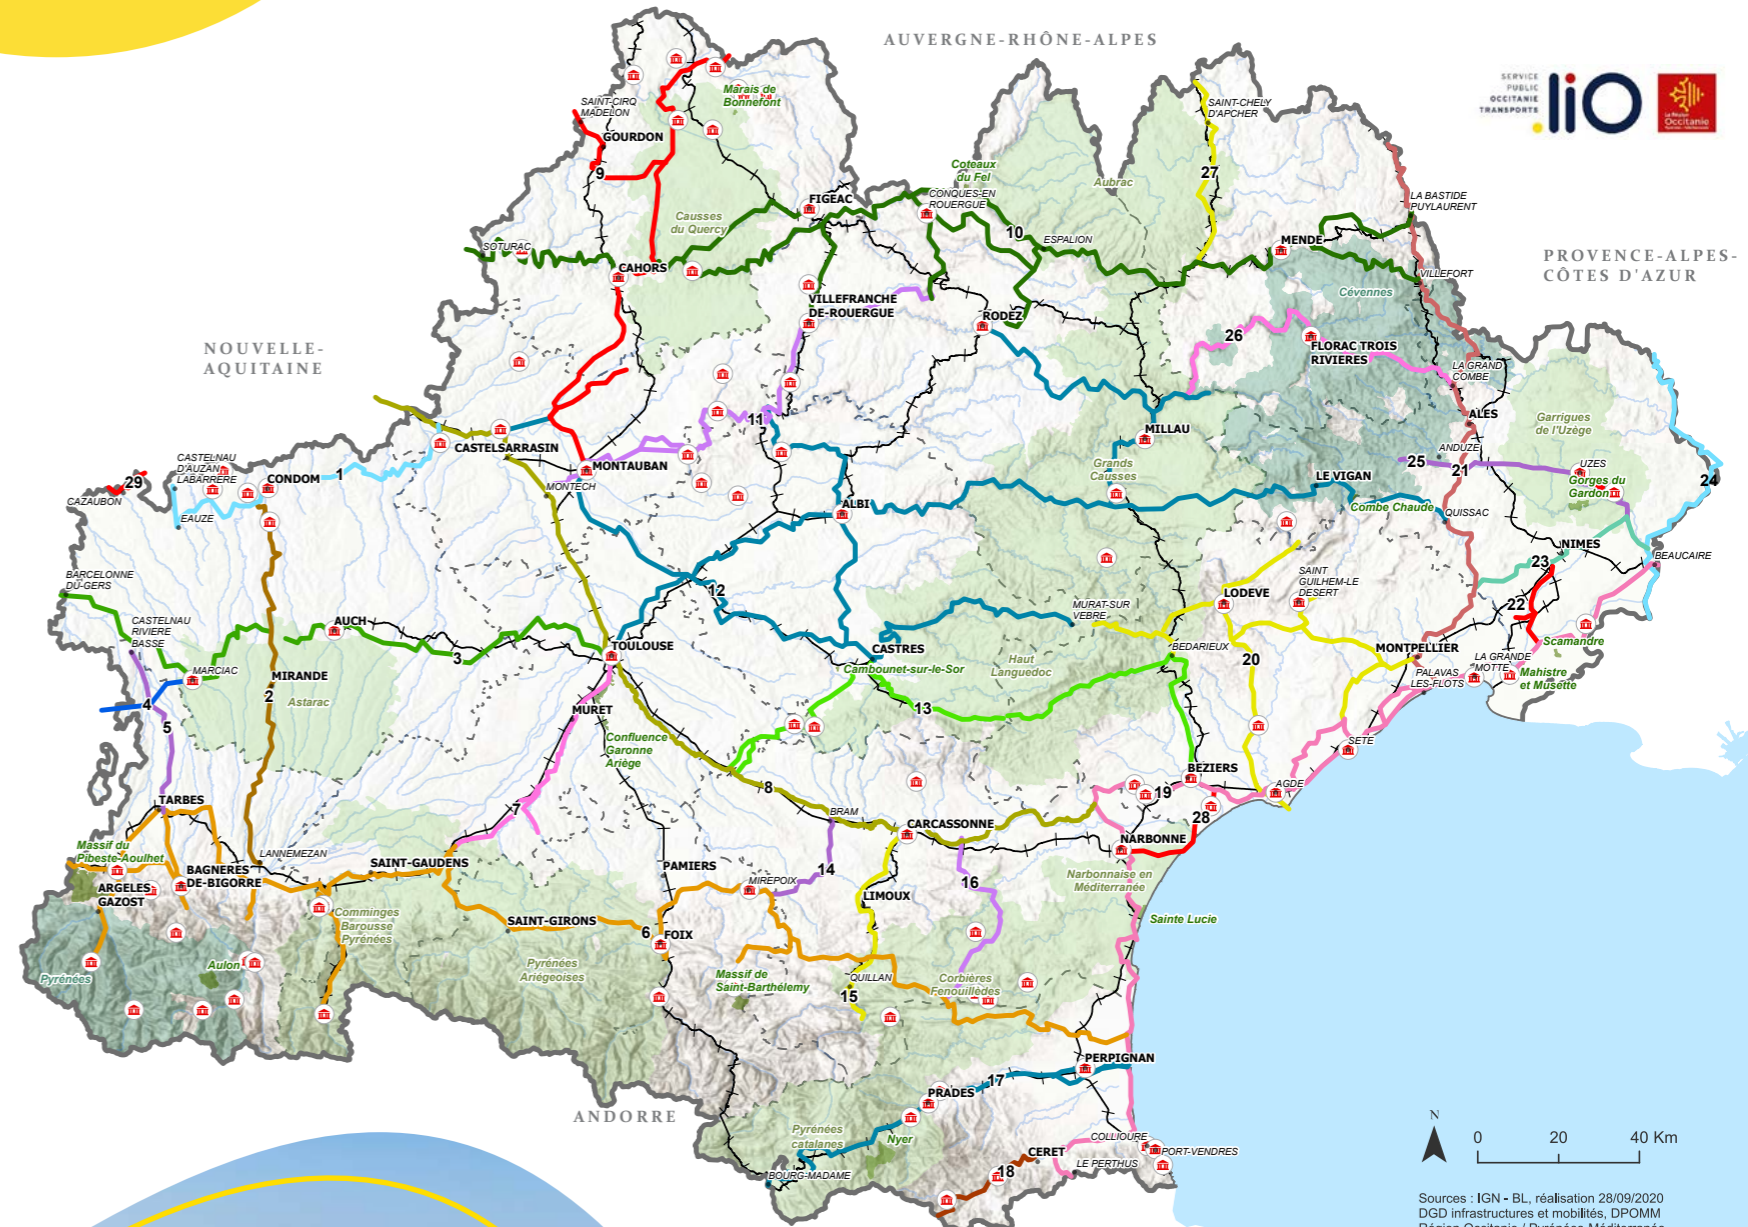 AUVERGNE-RHÔNE-ALPES
SERVICE
PUBLIC
OCCITANIE
TRANSPORTS
liO
La Région
Occitanie
SAINT-CIRQ
MADELON
GOURDON
9
Marais de
Bonnefont
Causses
du Quercy
FIGEAC
Coteaux
du Fel
CONQUES-EN
ROUERGUE
10
ESPALION
Aubrac
SAINT-CHELY
D'APCHER
27
MENDE
LA BASTIDE
PUYLAURENT
VILLEFORT
Cévennes
PROVENCE-ALPES-
CÔTES D'AZUR
SOTURAC
CAHORS
VILLEFRANCHE
DE-ROUERGUE
RODEZ
NOUVELLE-
AQUITAINE
26
FLORAC TROIS
RIVIERES
LA GRAND
COMBE
ALES
Garrigues
de l'Uzège
11
MILLAU
CASTELSARRASIN
MONTAUBAN
MONTECH
CASTELNAU
D'AUZAN
LABARRERE
CONDOM
1
29
CAZAUBON
EAUZE
Grands
Causses
LE VIGAN
ANDUZE
25
21
UZES
Gorges du
Gardon
24
Combe Chaude
QUISSAC
ALBI
NIMES
23
BEAUCAIRE
BARCELONNE
DU-GERS
12
MURAT-SUR
VEBRE
LODEVE
SAINT
GUILHEM-LE
DESERT
22
CASTELNAU
RIVIERE
BASSE
AUCH
3
TOULOUSE
CASTRES
Cambounet-sur-le-Sor
BEDARIEUX
Haut
Languedoc
20
MONTPELLIER
PALAVAS
LES-FLOTS
LA GRANDE
MOTTE
Scamandre
Mahistre
et Musette
MARCIAC
MIRANDE
2
Astarac
4
5
MURET
Confluence
Garonne
Ariège
13
SETE
AGDE
BEZIERS
19
28
TARBES
7
8
BRAM
CARCASSONNE
NARBONNE
Massif du
Pibeste-Aoulhet
LANNEMEZAN
BAGNERES
DE-BIGORRE
ARGELES
GAZOST
SAINT-GAUDENS
PAMIERS
MIREPOIX
14
LIMOUX
16
Narbonnaise en
Méditerranée
Sainte Lucie
Comminges
Barousse
Pyrénées
SAINT-GIRONS
6
FOIX
Pyrénées
Aulon
Pyrénées
Ariégeoises
Massif de
Saint-Barthélemy
QUILLAN
15
Corbières
Fenouillèdes
PERPIGNAN
17
PRADES
ANDORRE
Pyrénées
catalanes
Nyer
BOURG-MADAME
18
CERET
COLLIOURE
PORT-VENDRES
LE PERTHUS
N
0 20 40 Km
Sources : IGN - BL, réalisation 28/09/2020
DGD infrastructures et mobilités, DPOMM
Région Occitanie / Pyrénées-Méditerranée